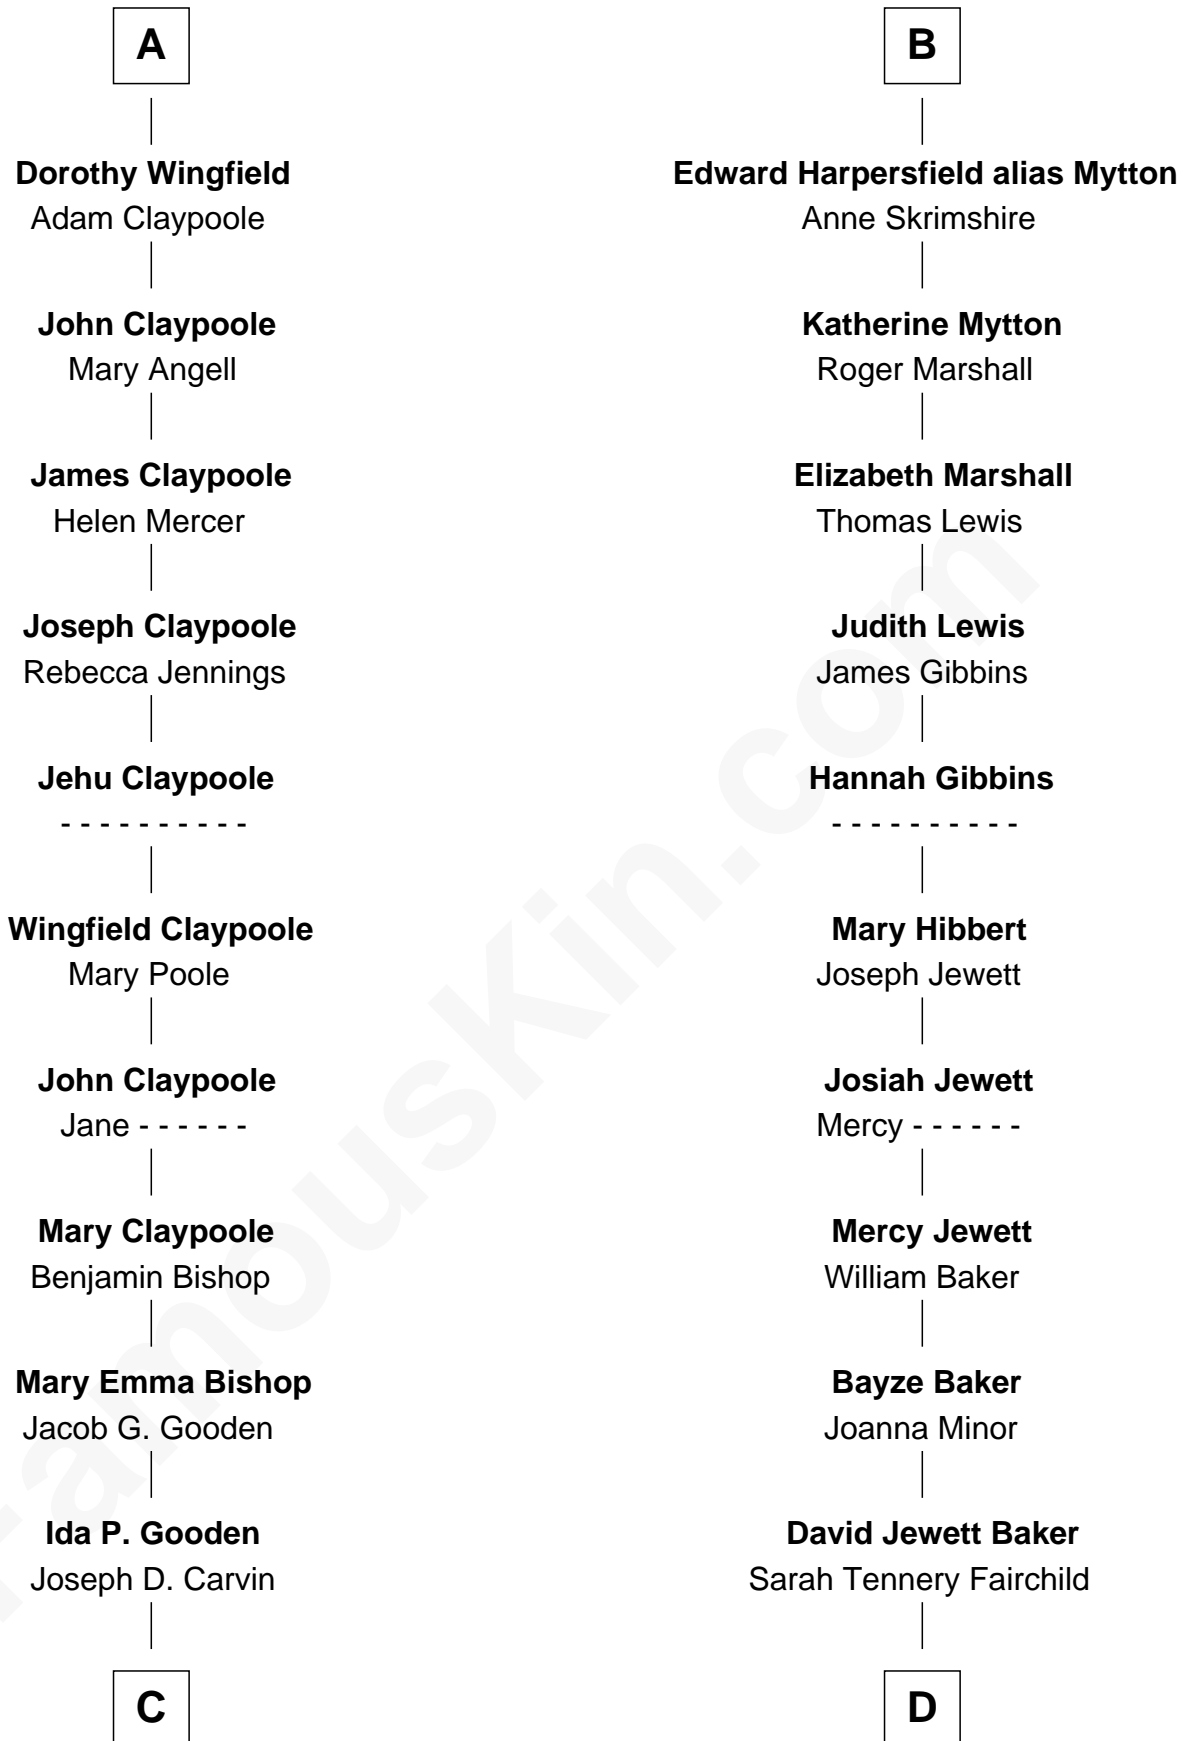 A
Dorothy Wingfield
Adam Claypoole
John Claypoole
Mary Angell
James Claypoole
Helen Mercer
Joseph Claypoole
Rebecca Jennings
Jehu Claypoole
- - - - - - - - - -
Wingfield Claypoole
Mary Poole
John Claypoole
Jane - - - - - -
Mary Claypoole
Benjamin Bishop
Mary Emma Bishop
Jacob G. Gooden
Ida P. Gooden
Joseph D. Carvin
C
B
Edward Harpersfield alias Mytton
Anne Skrimshire
Katherine Mytton
Roger Marshall
Elizabeth Marshall
Thomas Lewis
Judith Lewis
James Gibbins
Hannah Gibbins
- - - - - - - - - -
Mary Hibbert
Joseph Jewett
Josiah Jewett
Mercy - - - - - -
Mercy Jewett
William Baker
Bayze Baker
Joanna Minor
David Jewett Baker
Sarah Tennery Fairchild
D
FamousKin.com